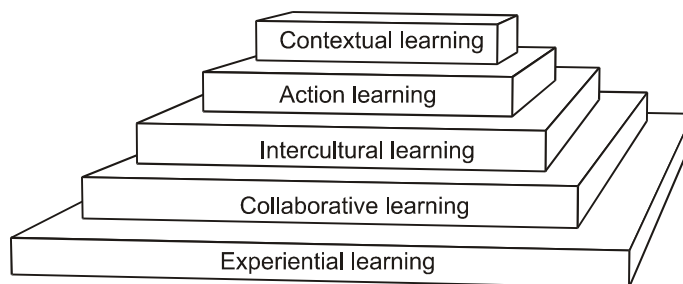 Contextual learning
Action learning
Intercultural learning
Collaborative learning
Experiential learning